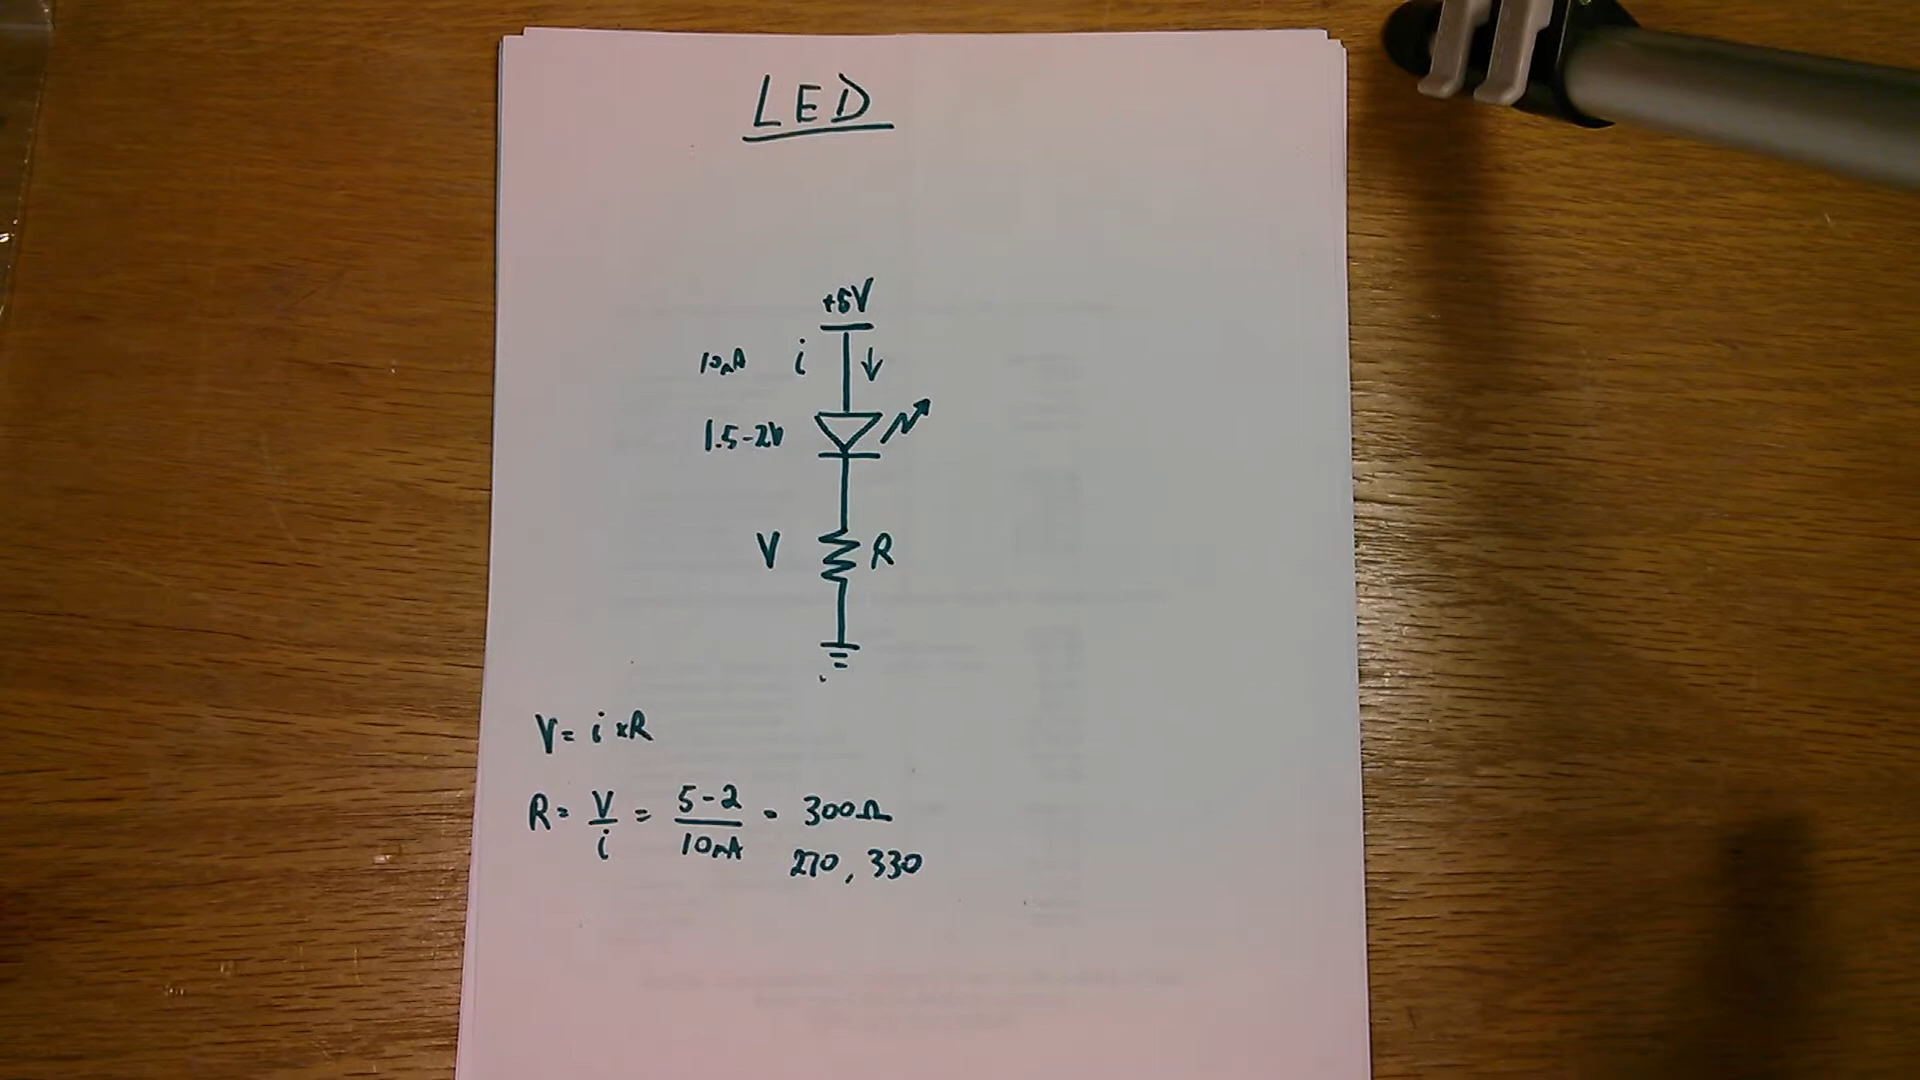 LED
+5V
10mA i
1.5-2V
V R
V= i xR
R= V/i = 5-2/10mA = 300Ω
270, 330